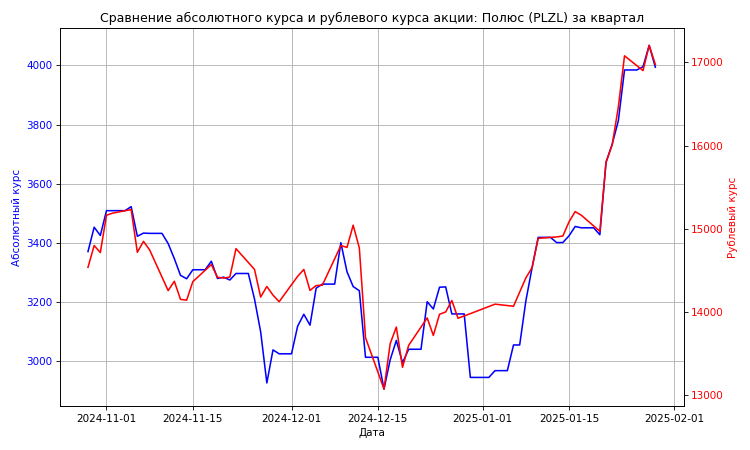 Сравнение абсолютного курса и рублевого курса акции: Полюс (PLZL) за квартал
Абсолютный курс
4000
3800
3600
3400
3200
3000
17000
16000
15000
14000
13000
Рублевый курс
2024-11-01 2024-11-15 2024-12-01 2024-12-15 2025-01-01 2025-01-15 2025-02-01
Дата